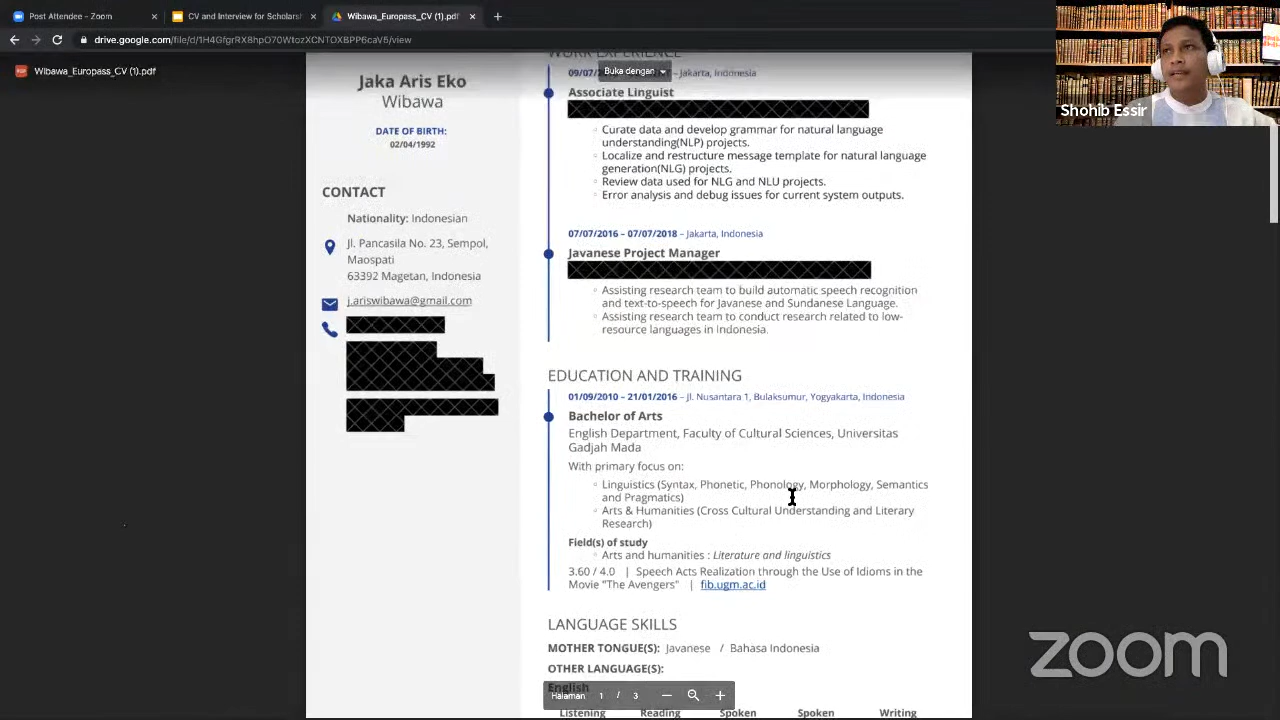 Post Attendee - Zoom
CV and Interview for Scholarsh
Wibawa_Europass_CV (1).pdf
drive.google.com/file/d/1H4GfgrRX8hpO70WtozXCNTOXBPP6caV5/view
Wibawa_Europass_CV (1).pdf
Buka dengan
Shohib Essir
Jaka Aris Eko
Wibawa
DATE OF BIRTH:
02/04/1992
CONTACT
Nationality: Indonesian
Jl. Pancasila No. 23, Sempol,
Maospati
63392 Magetan, Indonesia
j.ariswibawa@gmail.com
WORK EXPERIENCE
09/07/ – Jakarta, Indonesia
Associate Linguist
Curate data and develop grammar for natural language
understanding(NLP) projects.
Localize and restructure message template for natural language
generation(NLG) projects.
Review data used for NLG and NLU projects.
Error analysis and debug issues for current system outputs.
07/07/2016 – 07/07/2018 – Jakarta, Indonesia
Javanese Project Manager
Assisting research team to build automatic speech recognition
and text-to-speech for Javanese and Sundanese Language.
Assisting research team to conduct research related to low-
resource languages in Indonesia.
EDUCATION AND TRAINING
01/09/2010 – 21/01/2016 – Jl. Nusantara 1, Bulaksumur, Yogyakarta, Indonesia
Bachelor of Arts
English Department, Faculty of Cultural Sciences, Universitas
Gadjah Mada
With primary focus on:
Linguistics (Syntax, Phonetic, Phonology, Morphology, Semantics
and Pragmatics)
Arts & Humanities (Cross Cultural Understanding and Literary
Research)
Field(s) of study
Arts and humanities : Literature and linguistics
3.60 / 4.0 | Speech Acts Realization through the Use of Idioms in the
Movie "The Avengers" | fib.ugm.ac.id
LANGUAGE SKILLS
MOTHER TONGUE(S): Javanese / Bahasa Indonesia
OTHER LANGUAGE(S):
English
Halaman 1 / 3
Listening Reading Spoken Spoken Writing
zoom